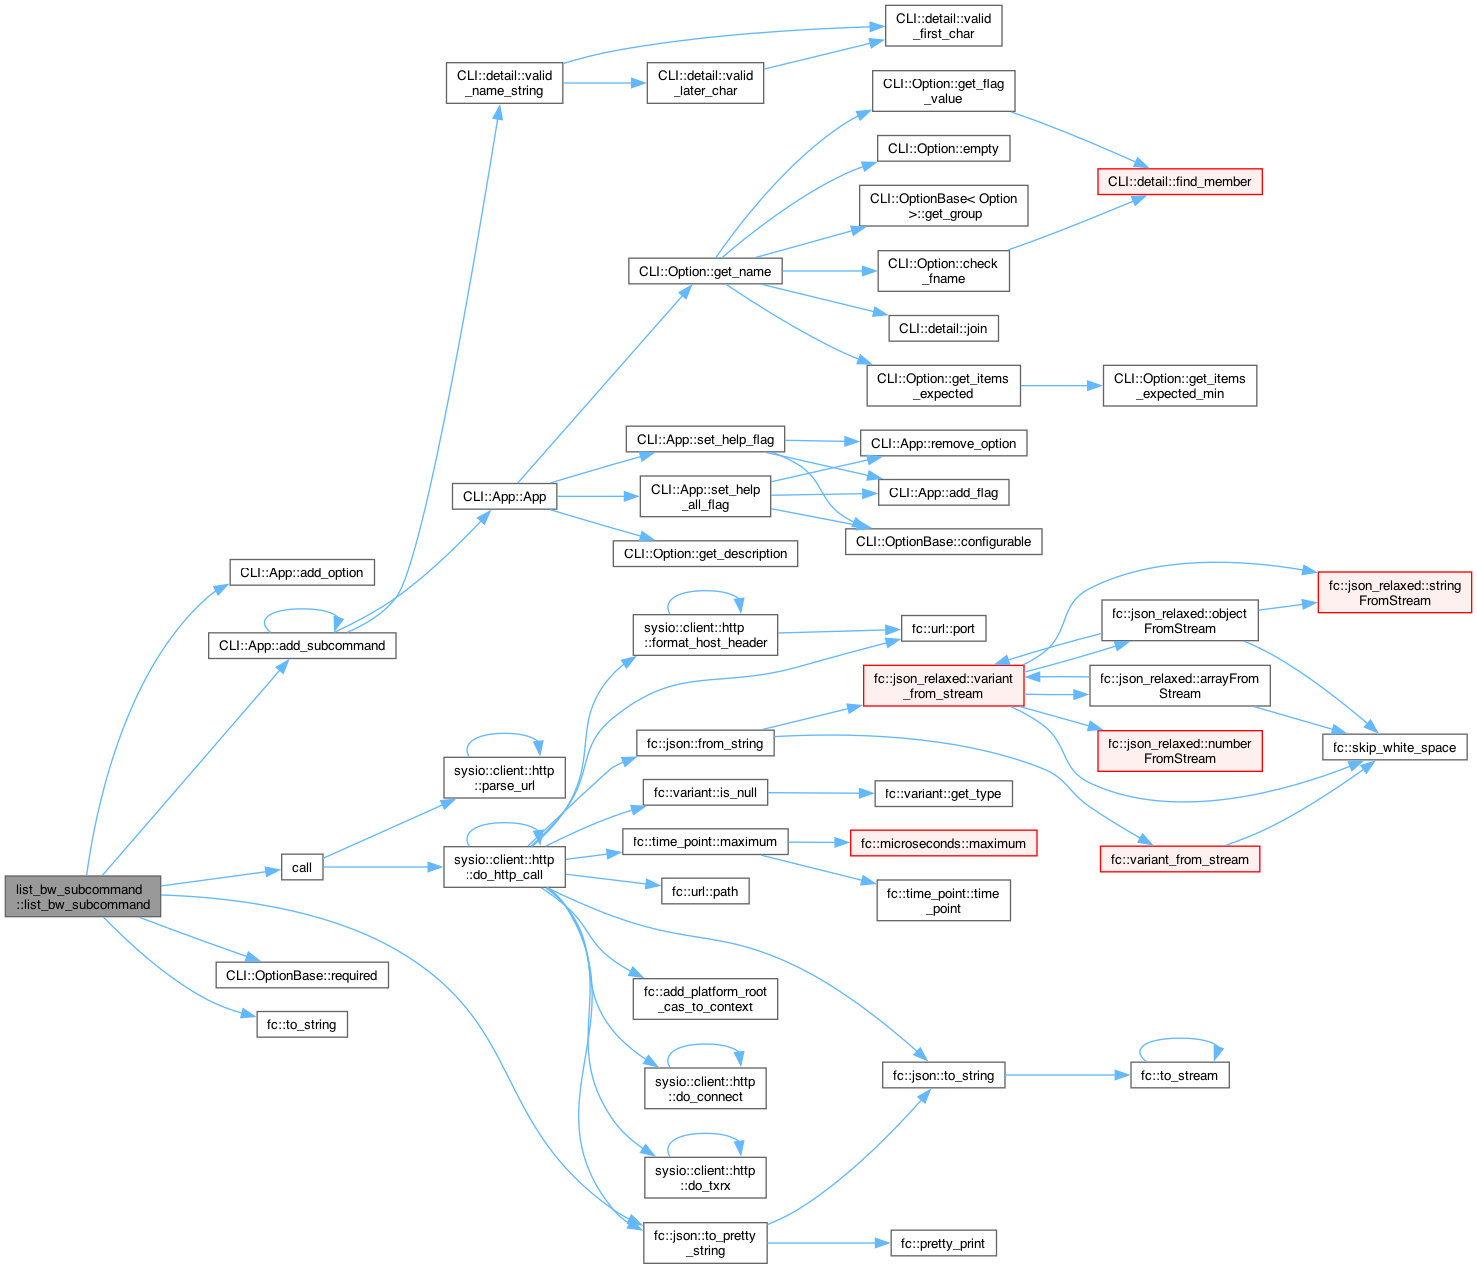 CLI::detail::valid
_first_char
CLI::detail::valid
_name_string
CLI::detail::valid
_later_char
CLI::Option::get_flag
_value
CLI::Option::empty
CLI::detail::find_member
CLI::OptionBase< Option
>::get_group
CLI::Option::get_name
CLI::Option::check
_fname
CLI::detail::join
CLI::Option::get_items
_expected
CLI::Option::get_items
_expected_min
CLI::App::set_help_flag
CLI::App::remove_option
CLI::App::App
CLI::App::set_help
_all_flag
CLI::App::add_flag
CLI::Option::get_description
CLI::OptionBase::configurable
CLI::App::add_option
CLI::App::add_subcommand
fc::json_relaxed::string
FromStream
fc::json_relaxed::object
FromStream
sysio::client::http
::format_host_header
fc::url::port
fc::json_relaxed::variant
_from_stream
fc::json_relaxed::arrayFrom
Stream
fc::json::from_string
fc::json_relaxed::number
FromStream
fc::skip_white_space
sysio::client::http
::parse_url
fc::variant::is_null
fc::variant::get_type
fc::time_point::maximum
fc::microseconds::maximum
fc::variant_from_stream
call
sysio::client::http
::do_http_call
list_bw_subcommand
::list_bw_subcommand
fc::url::path
fc::time_point::time
_point
CLI::OptionBase::required
fc::add_platform_root
_cas_to_context
fc::to_string
sysio::client::http
::do_connect
fc::json::to_string
fc::to_stream
sysio::client::http
::do_txrx
fc::json::to_pretty
_string
fc::pretty_print